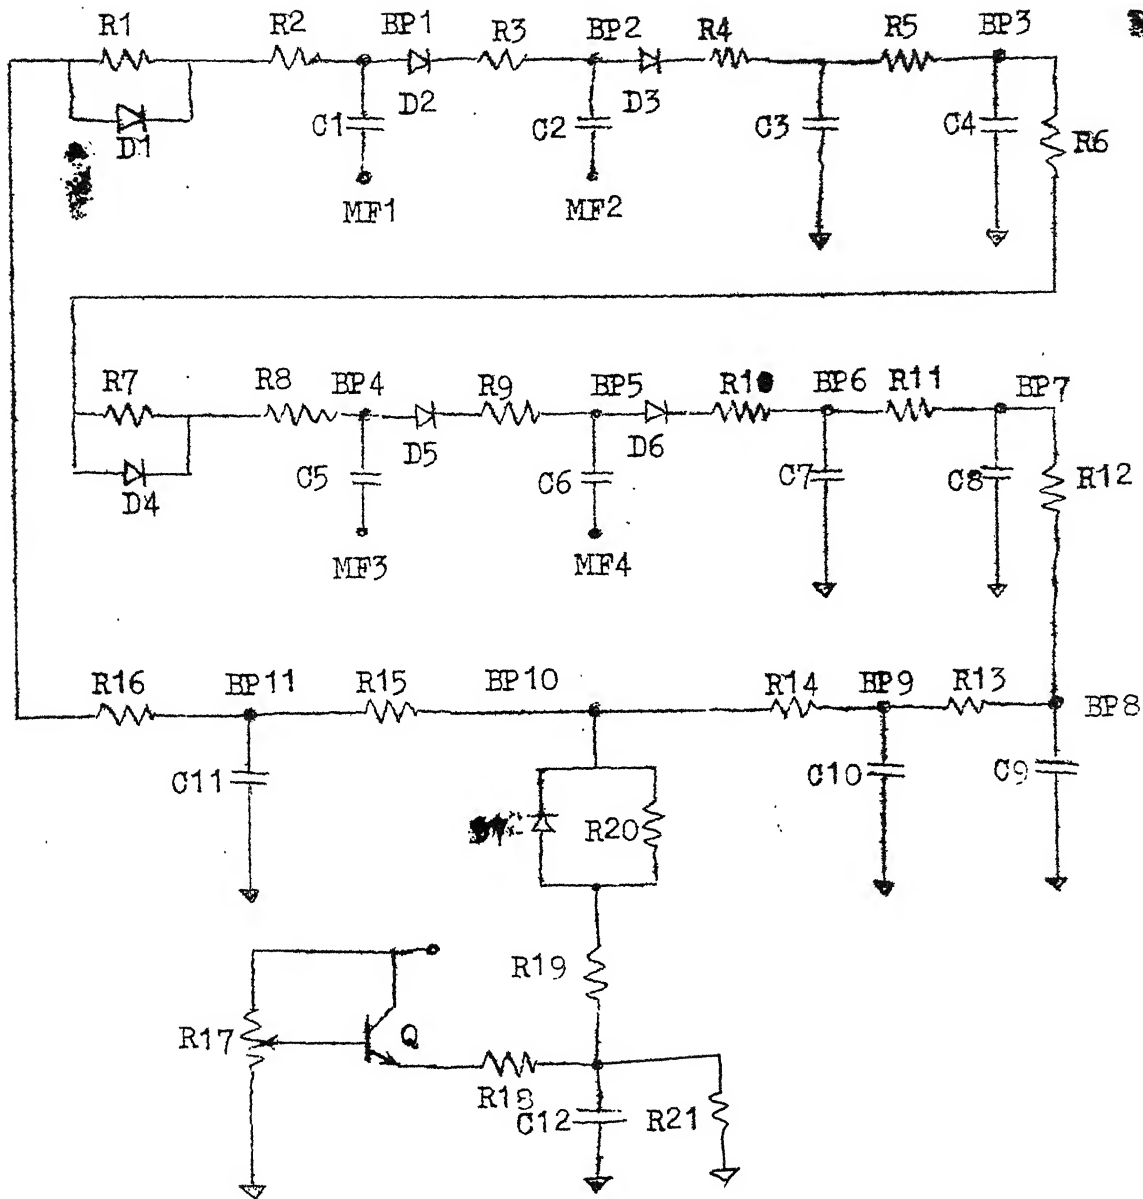 R1 R2 BP1 R3 BP2 R4 R5 BP3
D1 C1 D2 C2 D3 C3 C4 R6
MF1 MF2
R7 R8 BP4 R9 BP5 BP6 R11 BP7
D4 C5 D5 C6 D6 C7 C8 R12
MF3 MF4
R16 BP11 R15 BP10 R14 BP9 R13 BP8
C11 R20 C10 C9
R19
R17 Q
R18 C12 R21